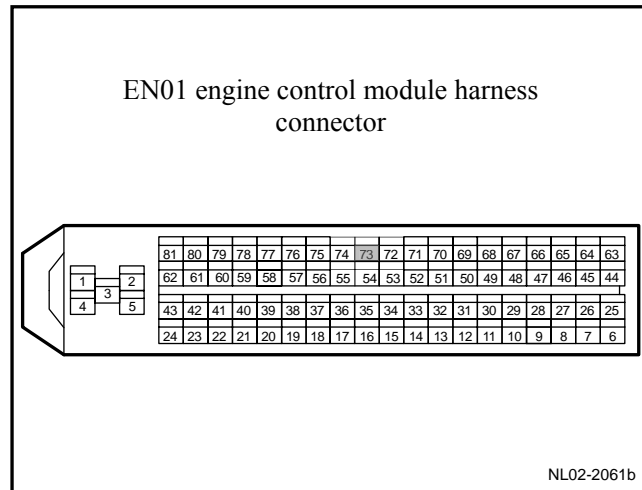 EN01 engine control module harness
connector
81 80 79 78 77 76 75 74 73 72 71 70 69 68 67 66 65 64 63
1 2
62 61 60 59 58 57 56 55 54 53 52 51 50 49 48 47 46 45 44
3
4 5
43 42 41 40 39 38 37 36 35 34 33 32 31 30 29 28 27 26 25
24 23 22 21 20 19 18 17 16 15 14 13 12 11 10 9 8 7 6
NL02-2061b